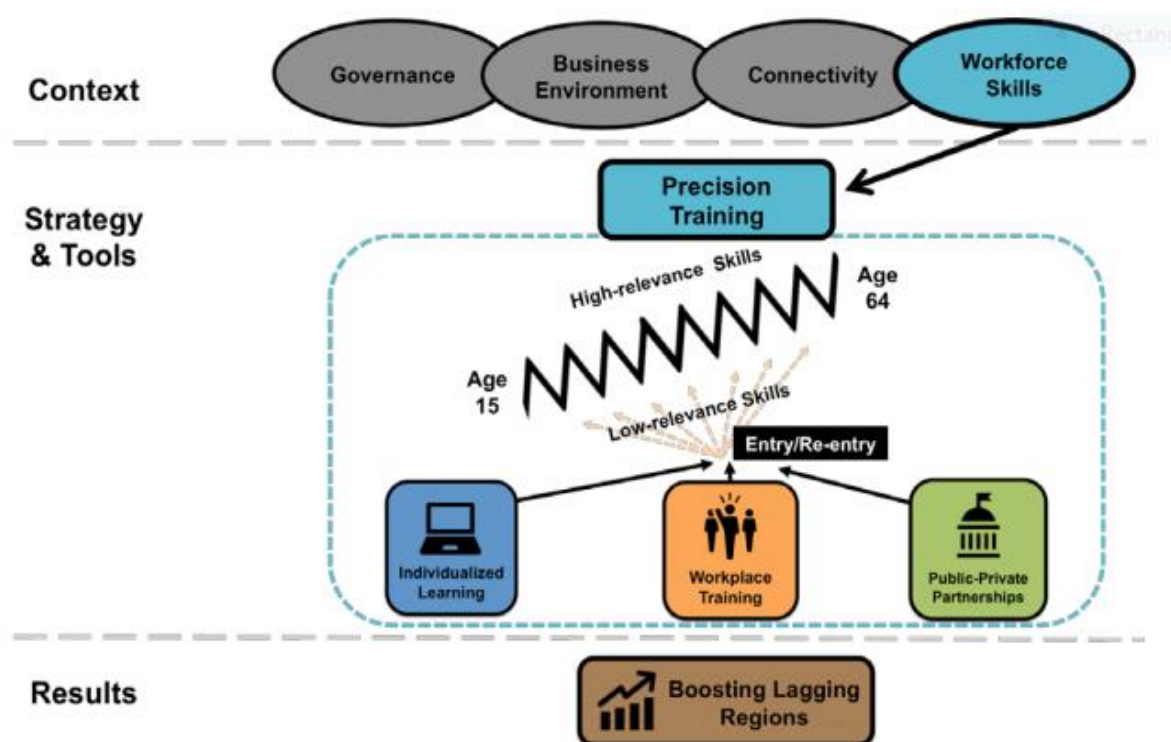 Context
Governance
Business
Environment
Connectivity
Workforce
Skills
Strategy
& Tools
Precision
Training
High-relevance Skills
Age
64
Age
15
Low-relevance Skills
Entry/Re-entry
Individualized
Learning
Workplace
Training
Public-Private
Partnerships
Results
Boosting Lagging
Regions